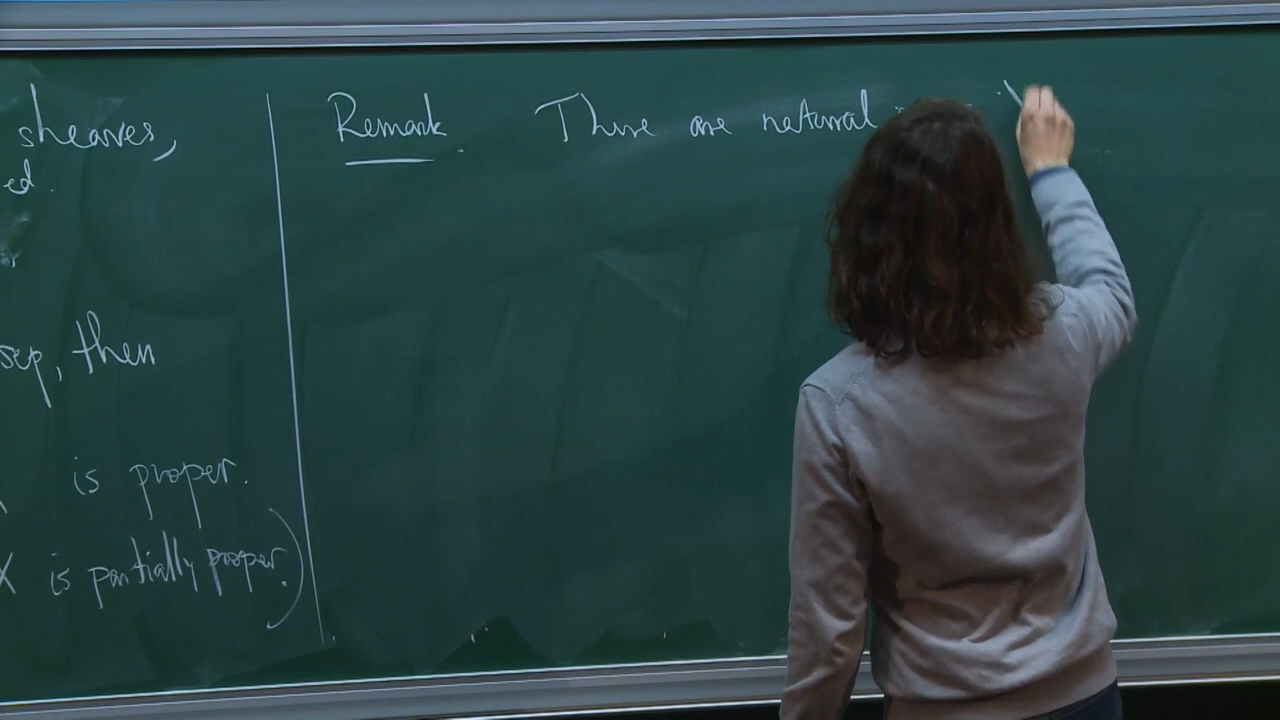 sheaves,
ed.
sep, then
is proper.
X is partially proper.)
Remark. There are natural